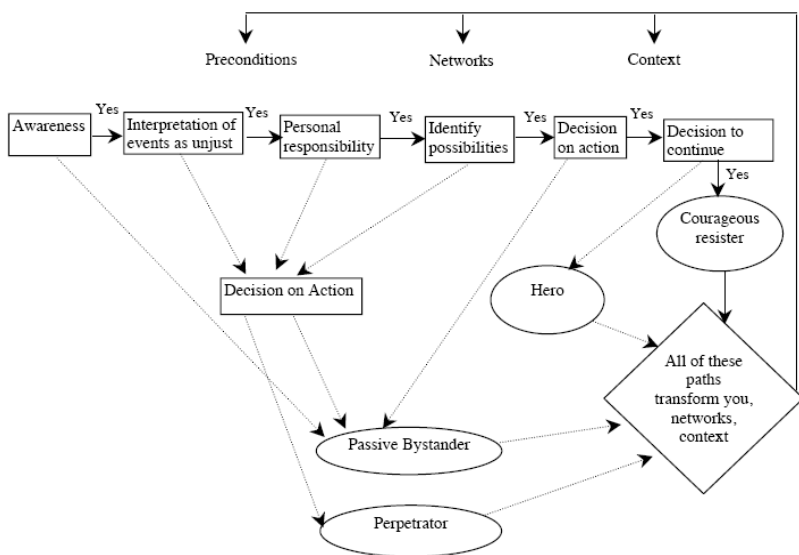 Preconditions
Networks
Context
Yes
Yes
Yes
Yes
Yes
Awareness
Interpretation of
events as unjust
Personal
responsibility
Identify
possibilities
Decision
on action
Decision to
continue
Yes
Courageous
resister
Decision on Action
Hero
All of these
paths
transform you,
networks,
context
Passive Bystander
Perpetrator